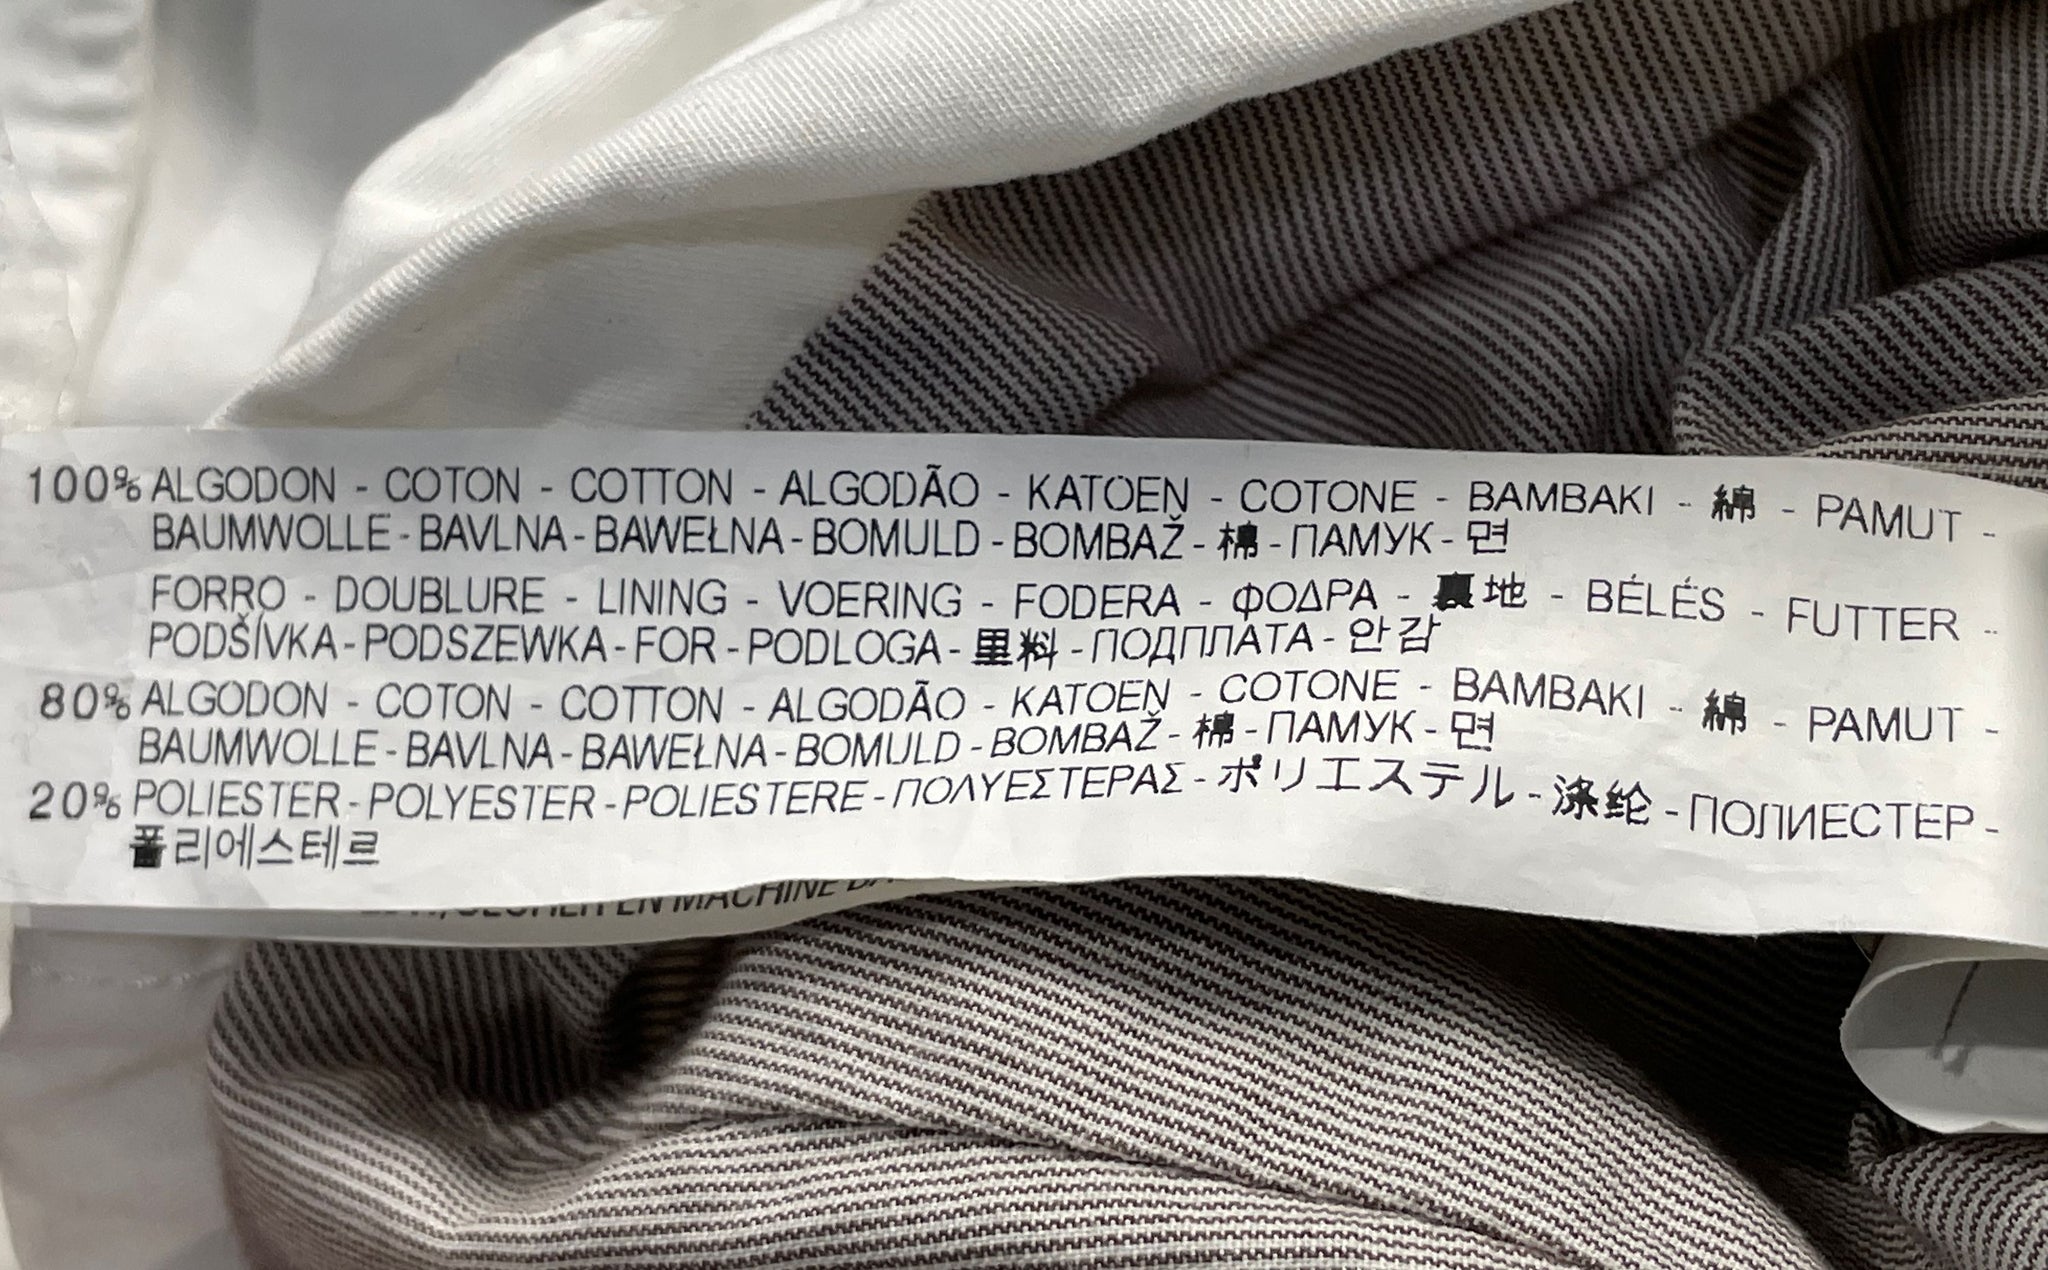 100% ALGODON - COTON - COTTON - ALGODÃO - KATOEN - COTONE - BAMBAKI - 綿 - PAMUT -
BAUMWOLLE - BAVLNA - BAWEŁNA - BOMULD - BOMBAŽ - 棉 - ПАМУК - 면
FORRO - DOUBLURE - LINING - VOERING - FODERA - ΦΟΔΡΑ - 裏地 - BÉLÉS - FUTTER -
PODŠÍVKA - PODSZEWKA - FOR - PODLOGA - 里料 - ПОДПЛАТА - 안감
80% ALGODON - COTON - COTTON - ALGODÃO - KATOEN - COTONE - BAMBAKI - 綿 - PAMUT -
BAUMWOLLE - BAVLNA - BAWEŁNA - BOMULD - BOMBAŽ - 棉 - ПАМУК - 면
20% POLIESTER - POLYESTER - POLIESTERE - ΠΟΛΥΕΣΤΕΡΑΣ - ポリエステル - 涤纶 - ПОЛИЕСТЕР -
폴리에스테르
EN MACHINE